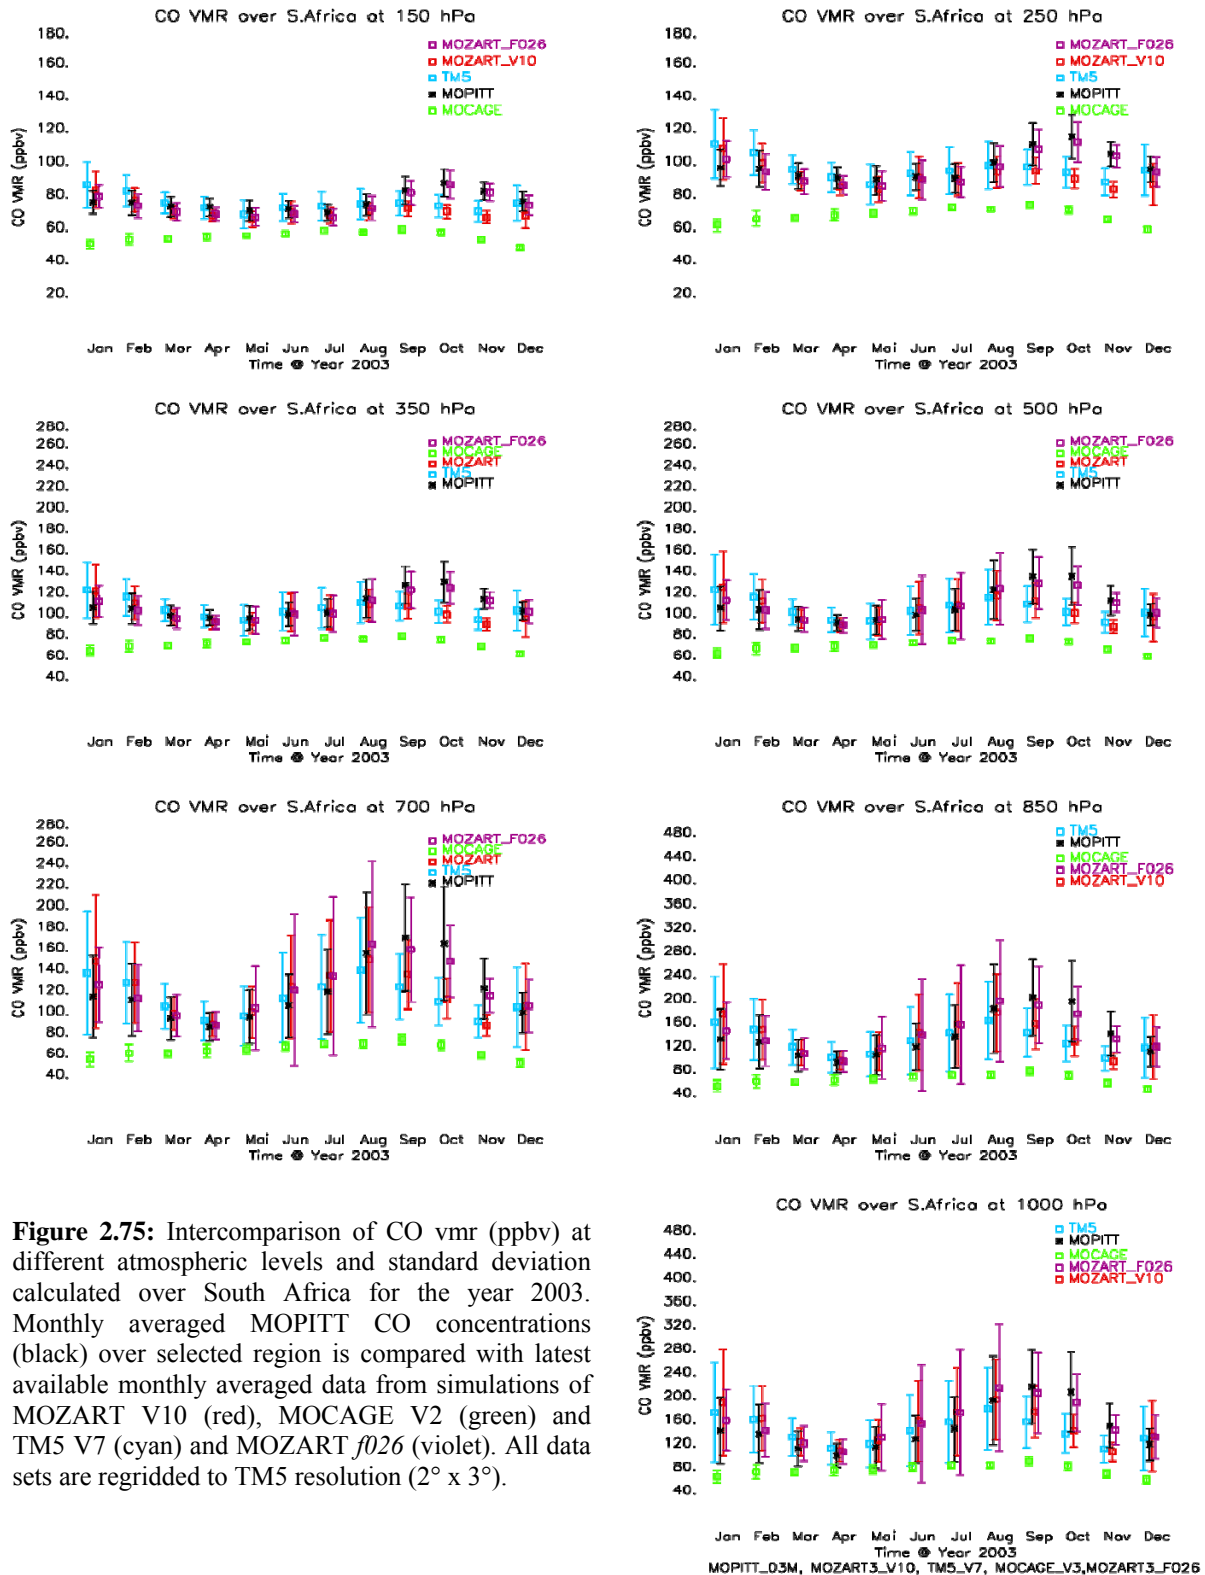 CO VMR over S.Africa at 150 hPa
180.
160.
140.
120.
100.
80.
60.
40.
20.
CO VMR (ppbv)
MOZART_F026
MOZART_V10
TM5
MOPITT
MOCAGE
Jan Feb Mar Apr Mai Jun Jul Aug Sep Oct Nov Dec
Time @ Year 2003
CO VMR over S.Africa at 250 hPa
180.
160.
140.
120.
100.
80.
60.
40.
20.
CO VMR (ppbv)
MOZART_F026
MOZART_V10
TM5
MOPITT
MOCAGE
Jan Feb Mar Apr Mai Jun Jul Aug Sep Oct Nov Dec
Time @ Year 2003
CO VMR over S.Africa at 350 hPa
280.
260.
240.
220.
200.
180.
160.
140.
120.
100.
80.
60.
40.
CO VMR (ppbv)
MOZART_F026
MOCAGE
MOZART
TM5
MOPITT
Jan Feb Mar Apr Mai Jun Jul Aug Sep Oct Nov Dec
Time @ Year 2003
CO VMR over S.Africa at 500 hPa
280.
260.
240.
220.
200.
180.
160.
140.
120.
100.
80.
60.
40.
CO VMR (ppbv)
MOZART_F026
MOCAGE
MOZART
TM5
MOPITT
Jan Feb Mar Apr Mai Jun Jul Aug Sep Oct Nov Dec
Time @ Year 2003
CO VMR over S.Africa at 700 hPa
280.
260.
240.
220.
200.
180.
160.
140.
120.
100.
80.
60.
40.
CO VMR (ppbv)
MOZART_F026
MOCAGE
MOZART
TM5
MOPITT
Jan Feb Mar Apr Mai Jun Jul Aug Sep Oct Nov Dec
Time @ Year 2003
CO VMR over S.Africa at 850 hPa
480.
440.
400.
360.
320.
280.
240.
200.
160.
120.
80.
40.
CO VMR (ppbv)
TM5
MOPITT
MOCAGE
MOZART_F026
MOZART_V10
Jan Feb Mar Apr Mai Jun Jul Aug Sep Oct Nov Dec
Time @ Year 2003
CO VMR over S.Africa at 1000 hPa
480.
440.
400.
360.
320.
280.
240.
200.
160.
120.
80.
40.
CO VMR (ppbv)
TM5
MOPITT
MOCAGE
MOZART_F026
MOZART_V10
Jan Feb Mar Apr Mai Jun Jul Aug Sep Oct Nov Dec
Time @ Year 2003
MOPITT_03M, MOZART3_V10, TM5_V7, MOCAGE_V3,MOZART3_F026
Figure 2.75: Intercomparison of CO vmr (ppbv) at
different atmospheric levels and standard deviation
calculated over South Africa for the year 2003.
Monthly averaged MOPITT CO concentrations
(black) over selected region is compared with latest
available monthly averaged data from simulations of
MOZART V10 (red), MOCAGE V2 (green) and
TM5 V7 (cyan) and MOZART f026 (violet). All data
sets are regridded to TM5 resolution (2° x 3°).